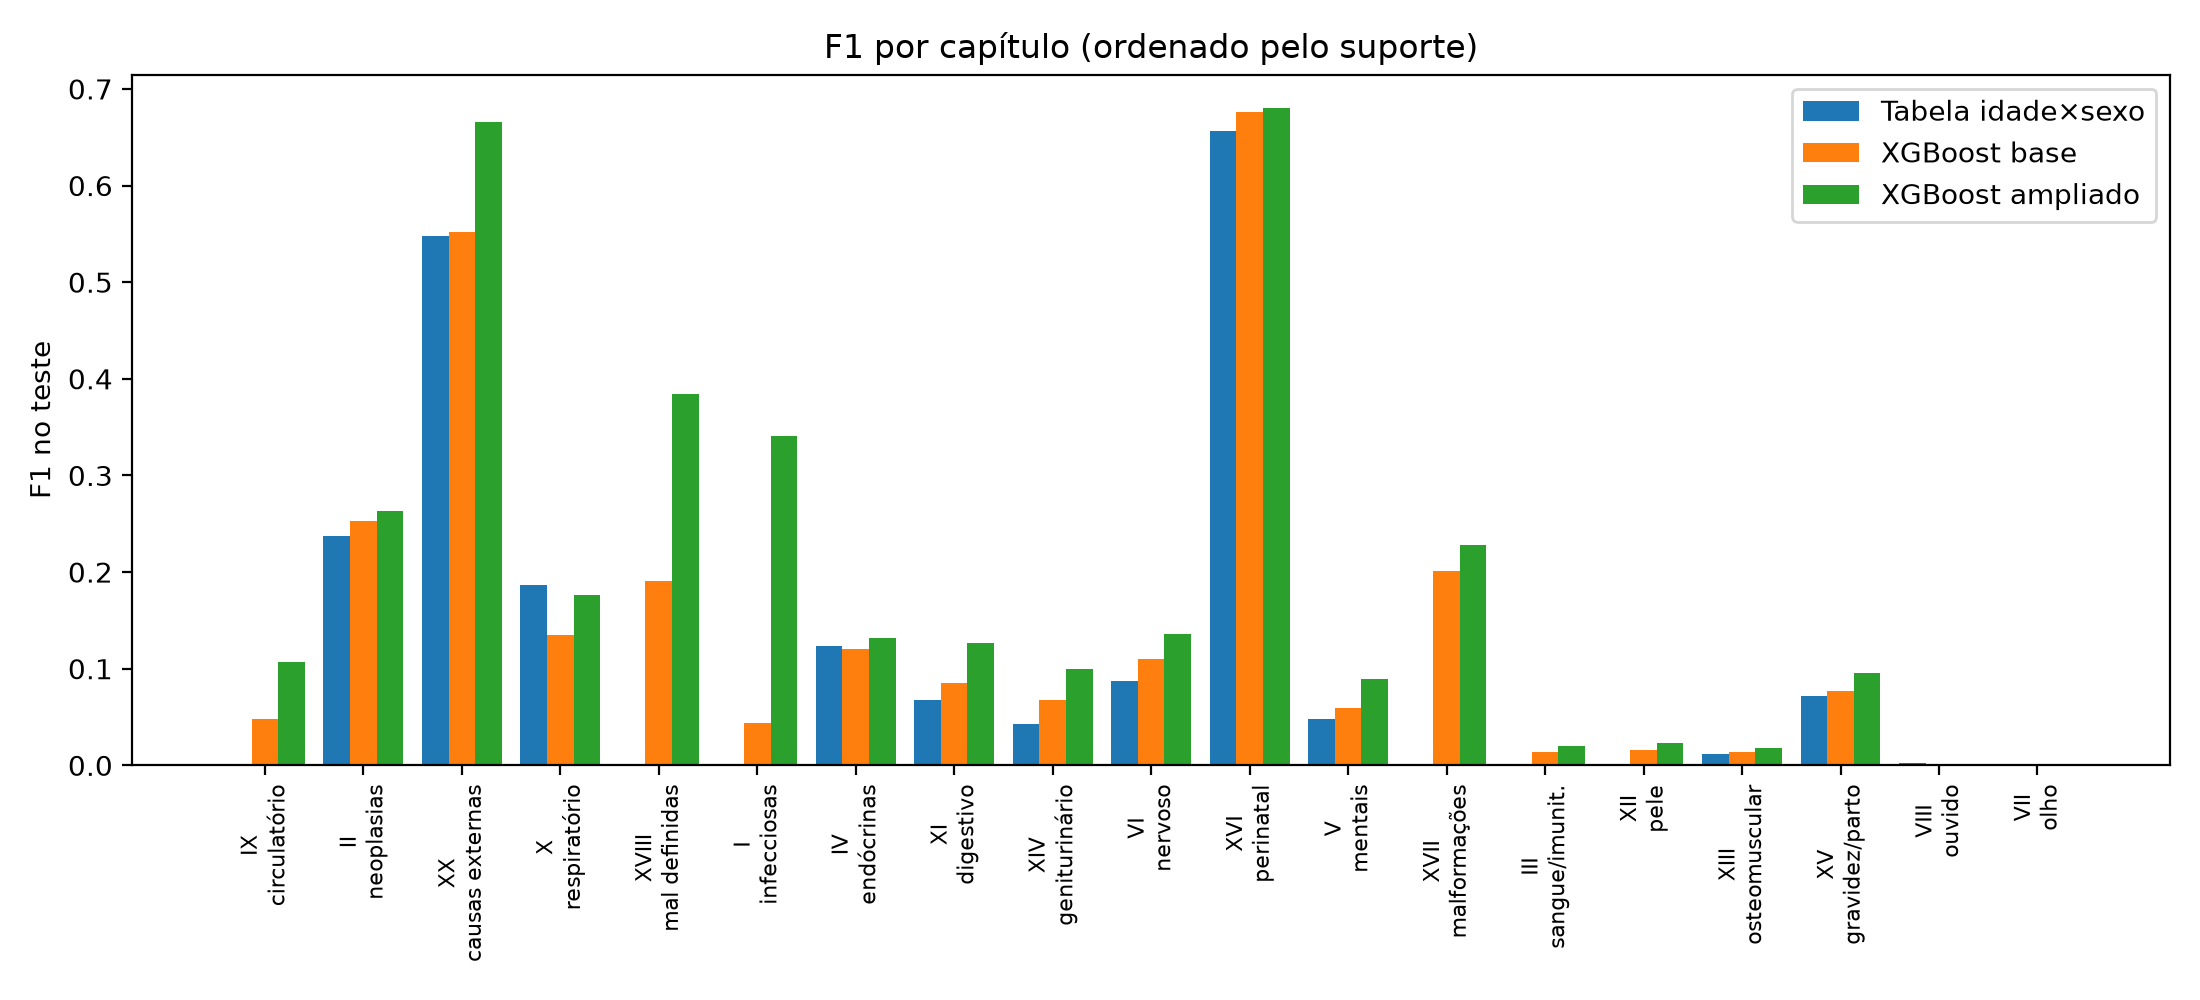 F1 por capítulo (ordenado pelo suporte)
Tabela idade×sexo
XGBoost base
XGBoost ampliado
F1 no teste
0.7
0.6
0.5
0.4
0.3
0.2
0.1
0.0
IX
circulatório
II
neoplasias
XX
causas externas
X
respiratório
XVIII
mal definidas
I
infecciosas
IV
endócrinas
XI
digestivo
XIV
geniturinário
VI
nervoso
XVI
perinatal
V
mentais
XVII
malformações
III
sangue/imunit.
XII
pele
XIII
osteomuscular
XV
gravidez/parto
VIII
ouvido
VII
olho